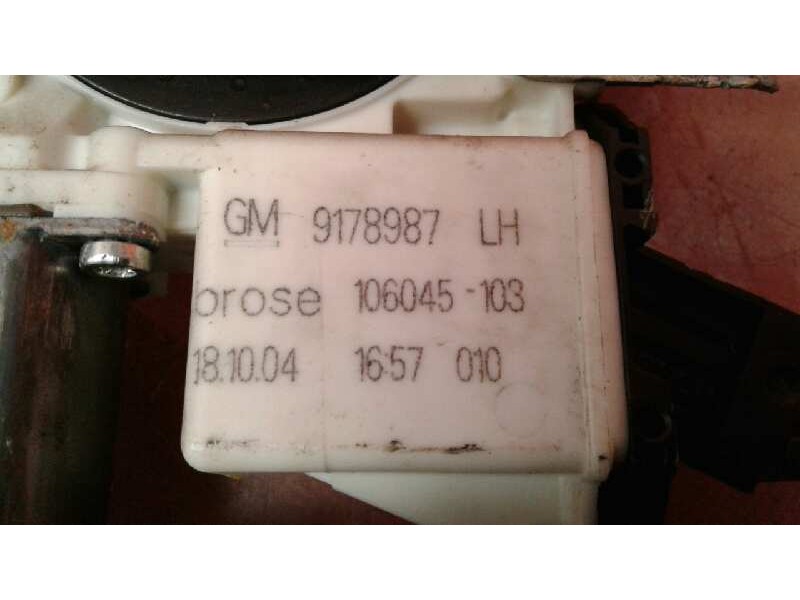 GM 9178987 LH
orose 106045-103
18.10.04 16:57 010